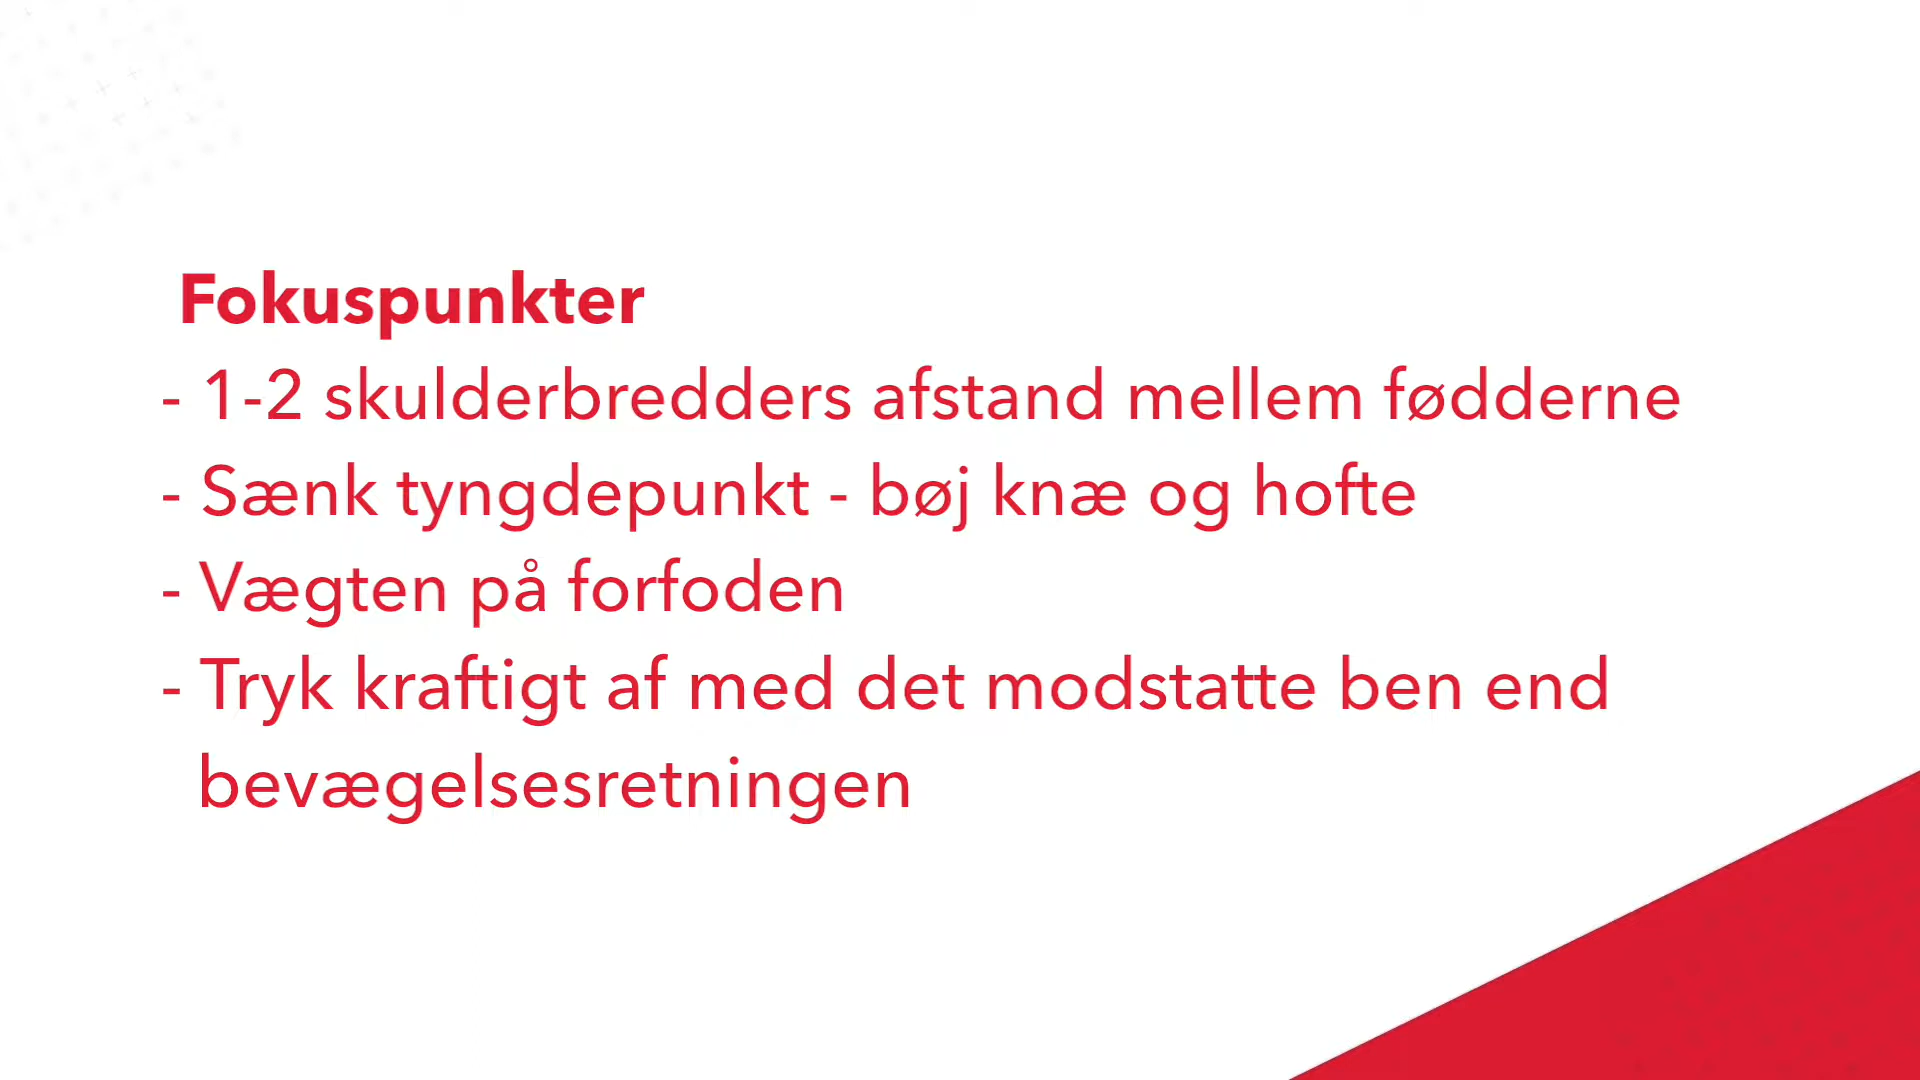 Fokuspunkter
- 1-2 skulderbredders afstand mellem fødderne
- Sænk tyngdepunkt - bøj knæ og hofte
- Vægten på forfoden
- Tryk kraftigt af med det modstatte ben end
bevægelsesretningen